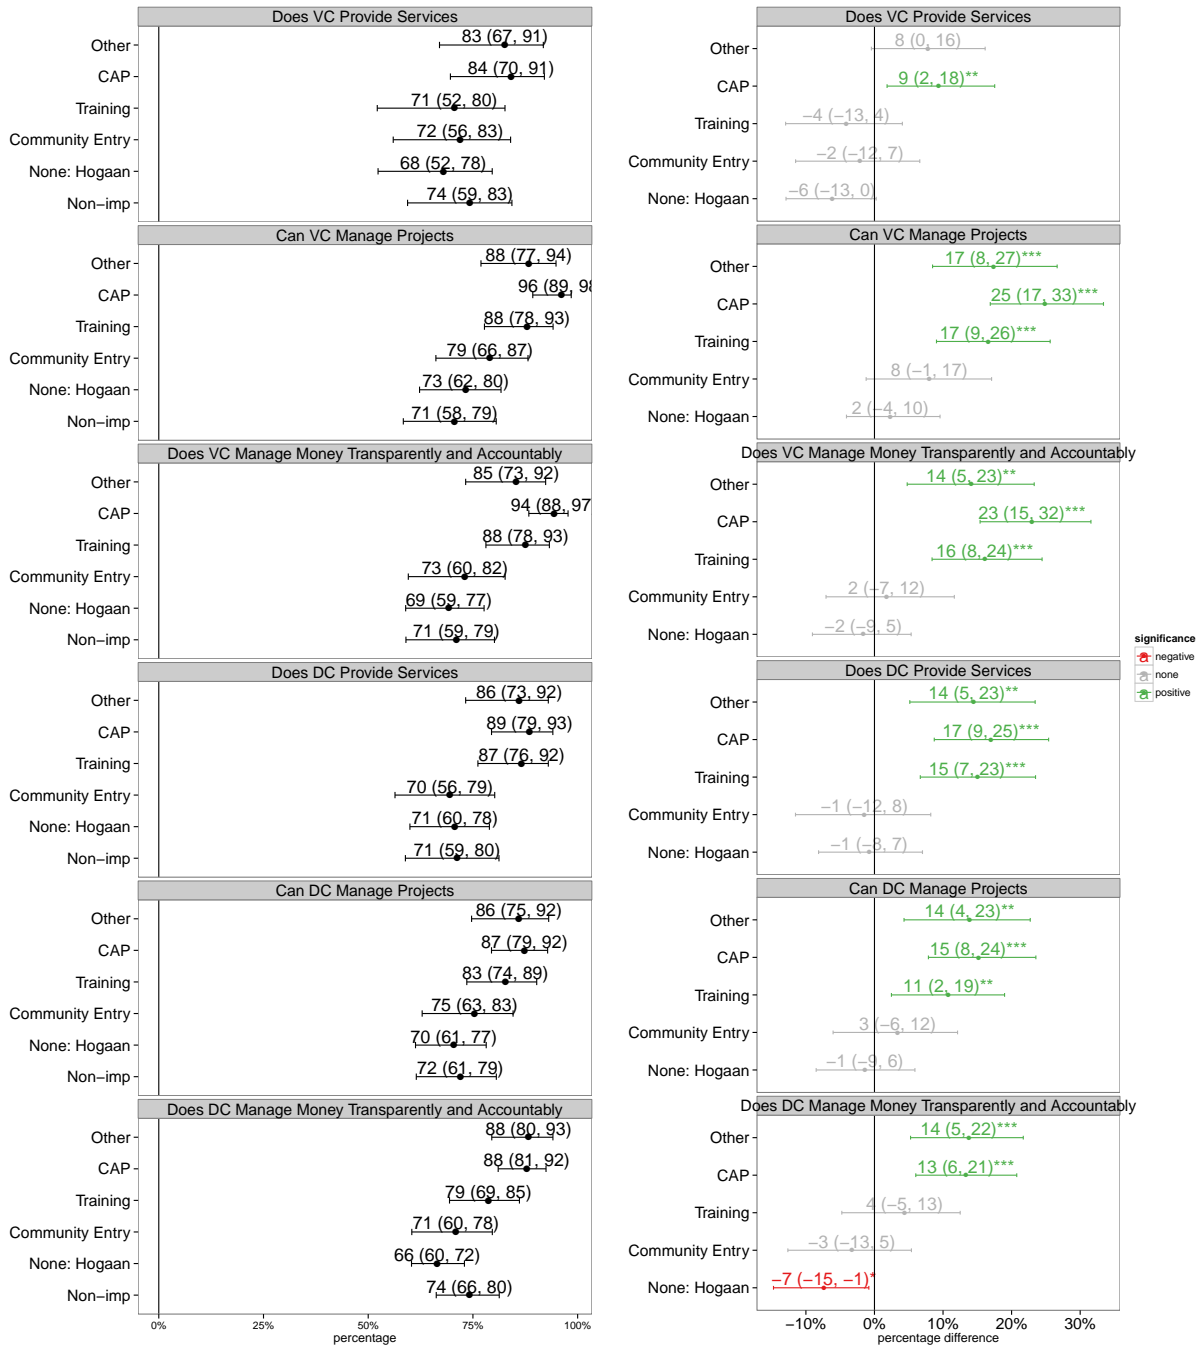 Does VC Provide Services
Other 83 (67, 91)
CAP 84 (70, 91)
Training 71 (52, 80)
Community Entry 72 (56, 83)
None: Hogaan 68 (52, 78)
Non−imp 74 (59, 83)
Can VC Manage Projects
Other 88 (77, 94)
CAP 96 (89, 98
Training 88 (78, 93)
Community Entry 79 (66, 87)
None: Hogaan 73 (62, 80)
Non−imp 71 (58, 79)
Does VC Manage Money Transparently and Accountably
Other 85 (73, 92)
CAP 94 (88, 97
Training 88 (78, 93)
Community Entry 73 (60, 82)
None: Hogaan 69 (59, 77)
Non−imp 71 (59, 79)
Does DC Provide Services
Other 86 (73, 92)
CAP 89 (79, 93)
Training 87 (76, 92)
Community Entry 70 (56, 79)
None: Hogaan 71 (60, 78)
Non−imp 71 (59, 80)
Can DC Manage Projects
Other 86 (75, 92)
CAP 87 (79, 92)
Training 83 (74, 89)
Community Entry 75 (63, 83)
None: Hogaan 70 (61, 77)
Non−imp 72 (61, 79)
Does DC Manage Money Transparently and Accountably
Other 88 (80, 93)
CAP 88 (81, 92)
Training 79 (69, 85)
Community Entry 71 (60, 78)
None: Hogaan 66 (60, 72)
Non−imp 74 (66, 80)
0% 25% 50% 75% 100%
percentage
Does VC Provide Services
Other 8 (0, 16)
CAP 9 (2, 18)**
Training −4 (−13, 4)
Community Entry −2 (−12, 7)
None: Hogaan −6 (−13, 0)
Can VC Manage Projects
Other 17 (8, 27)***
CAP 25 (17, 33)***
Training 17 (9, 26)***
Community Entry 8 (−1, 17)
None: Hogaan 2 (−4, 10)
Does VC Manage Money Transparently and Accountably
Other 14 (5, 23)**
CAP 23 (15, 32)***
Training 16 (8, 24)***
Community Entry 2 (−7, 12)
None: Hogaan −2 (−9, 5)
Does DC Provide Services
Other 14 (5, 23)**
CAP 17 (9, 25)***
Training 15 (7, 23)***
Community Entry −1 (−12, 8)
None: Hogaan −1 (−8, 7)
Can DC Manage Projects
Other 14 (4, 23)**
CAP 15 (8, 24)***
Training 11 (2, 19)**
Community Entry 3 (−6, 12)
None: Hogaan −1 (−9, 6)
Does DC Manage Money Transparently and Accountably
Other 14 (5, 22)***
CAP 13 (6, 21)***
Training 4 (−5, 13)
Community Entry −3 (−13, 5)
None: Hogaan −7 (−15, −1)*
−10% 0% 10% 20% 30%
percentage difference
significance
a negative
a none
a positive